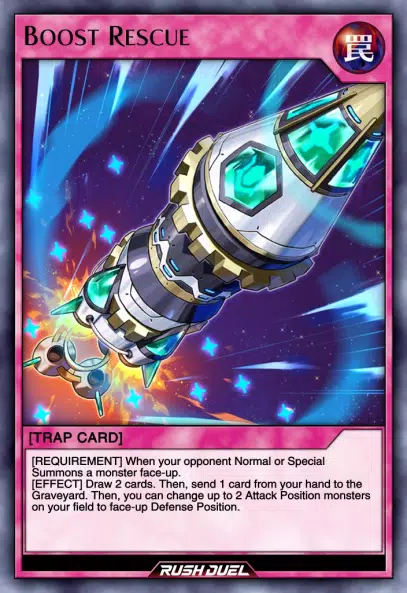 BOOST RESCUE
罠
[TRAP CARD]
[REQUIREMENT] When your opponent Normal or Special
Summons a monster face-up.
[EFFECT] Draw 2 cards. Then, send 1 card from your hand to the
Graveyard. Then, you can change up to 2 Attack Position monsters
on your field to face-up Defense Position.
RUSH DUEL